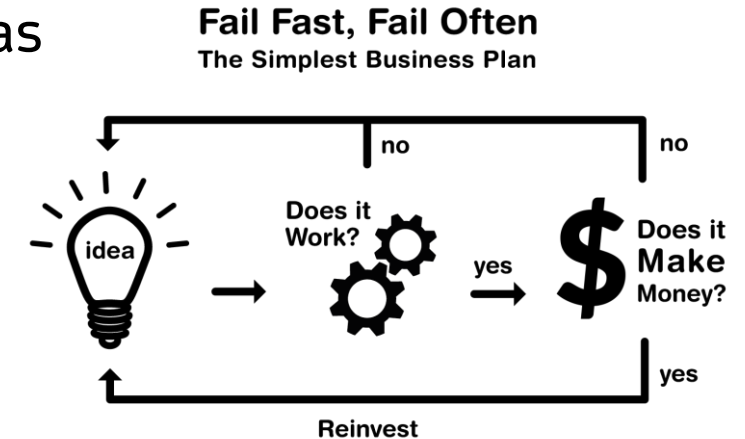 as
Fail Fast, Fail Often
The Simplest Business Plan
no
no
idea
Does it
Work?
yes
Does it
Make
Money?
yes
Reinvest